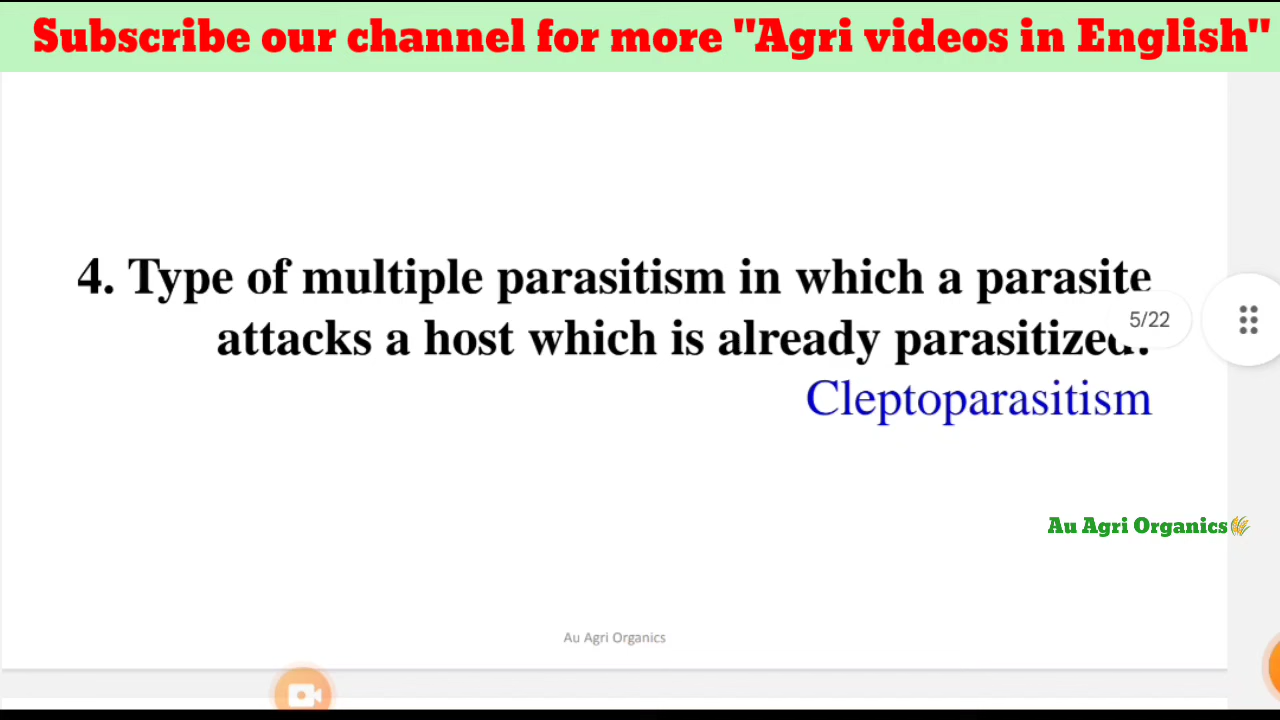 Subscribe our channel for more "Agri videos in English"
4. Type of multiple parasitism in which a parasite
attacks a host which is already parasitized.
5/22
Cleptoparasitism
Au Agri Organics
Au Agri Organics